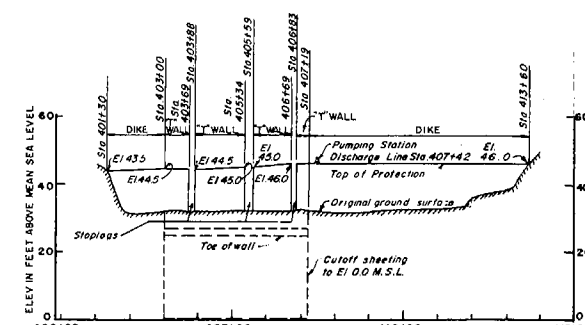 Sta. 401+30
Sta. 403+00
Sta. 403+69
Sta. 403+88
Sta. 405+34
Sta. 405+59
406+69
Sta. 406+83
Sta. 407+19
Sta. 413+60
DIKE
WALL
"T" WALL
"T" WALL
"T" WALL
DIKE
60
40
20
0
El 43.5
El 44.5
El. 44.5
El 45.0
El 45.0
El 46.0
Pumping Station
Discharge Line Sta. 407+42
El. 46.0
Top of Protection
Original ground surface
Stoplogs
Toe of wall
Cutoff sheeting
to El 0.0 M.S.L.
ELEV IN FEET ABOVE MEAN SEA LEVEL
60
40
20
0